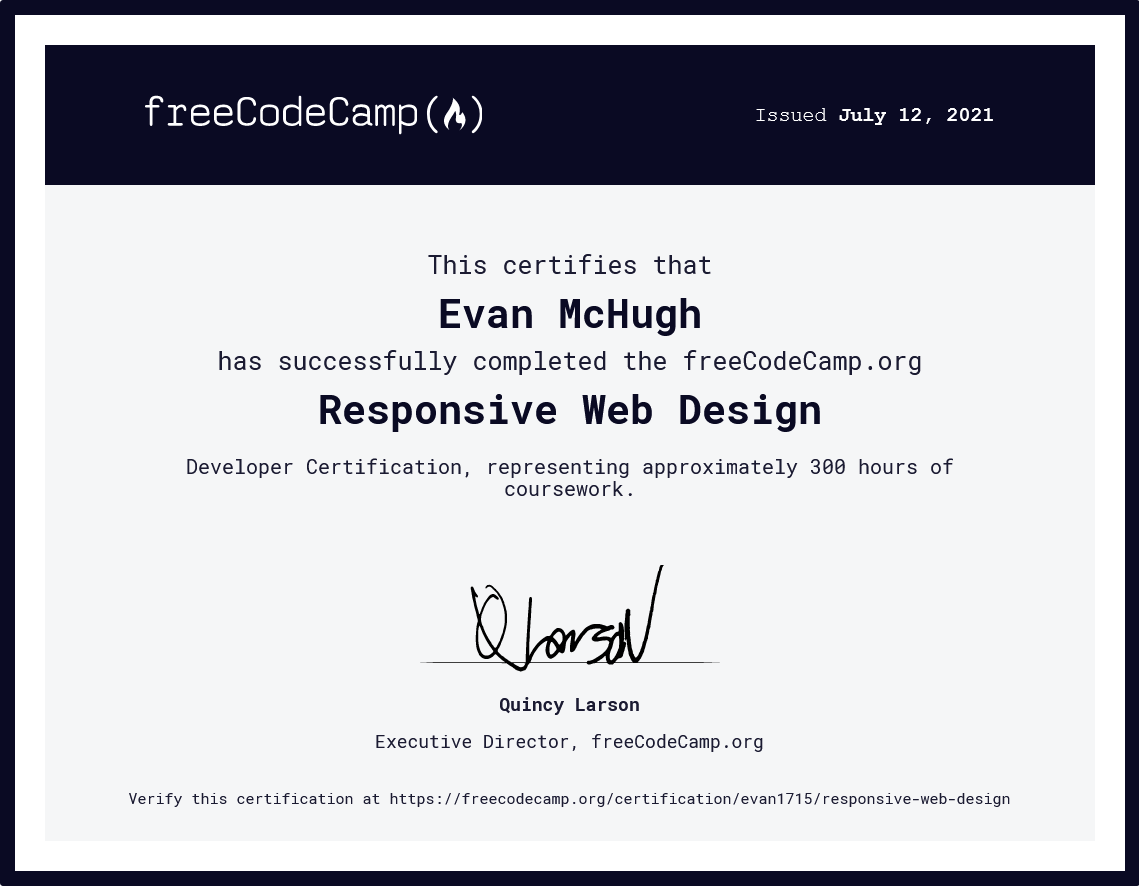 freeCodeCamp
Issued July 12, 2021
This certifies that
Evan McHugh
has successfully completed the freeCodeCamp.org
Responsive Web Design
Developer Certification, representing approximately 300 hours of
coursework.
Q Larson
Quincy Larson
Executive Director, freeCodeCamp.org
Verify this certification at https://freecodecamp.org/certification/evan1715/responsive-web-design